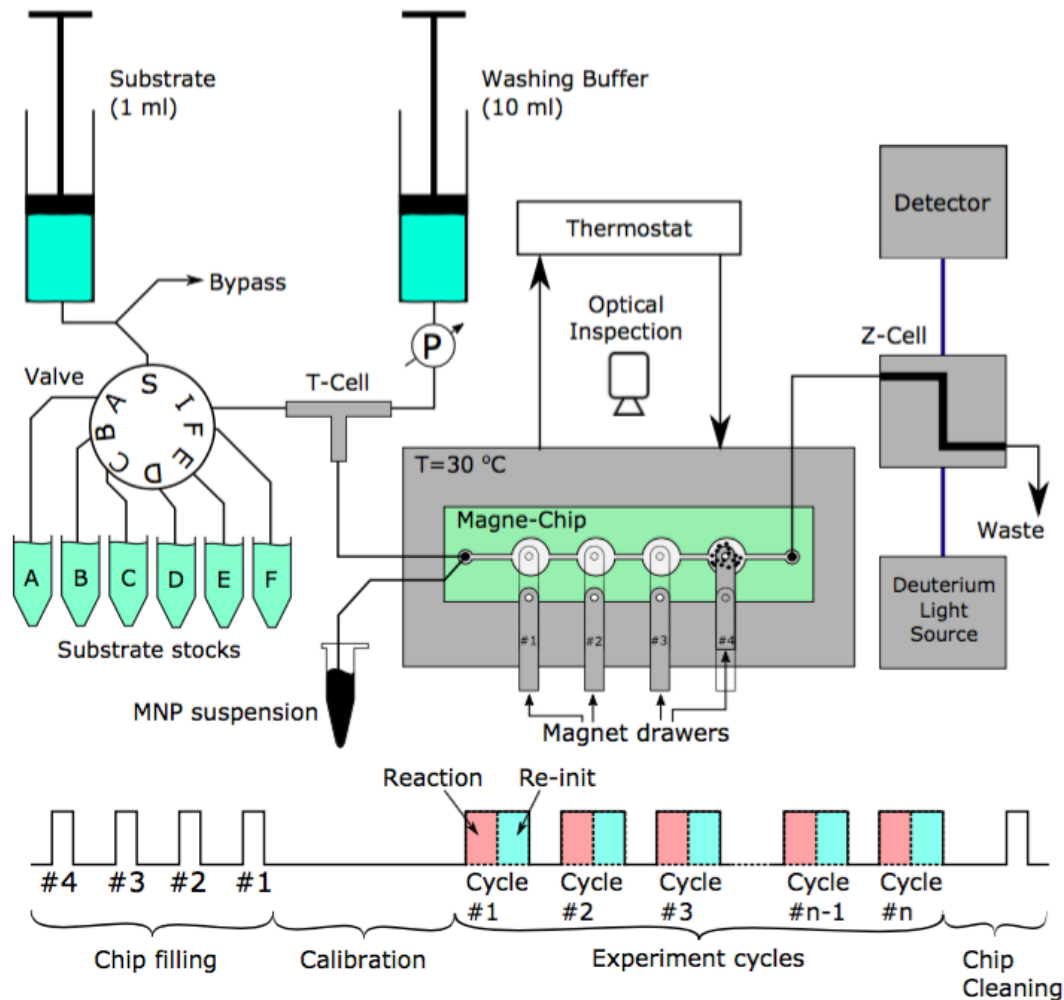 Substrate
(1 ml)
Washing Buffer
(10 ml)
Detector
Thermostat
Bypass
Optical
Inspection
Z-Cell
P
Valve
T-Cell
S
I
F
E
D
C
B
A
T=30 °C
Magne-Chip
Waste
A B C D E F
Deuterium
Light
Source
#1 #2 #3 #4
Substrate stocks
MNP suspension
Magnet drawers
Reaction
Re-init
#4 #3 #2 #1
Cycle
#1
Cycle
#2
Cycle
#3
Cycle
#n-1
Cycle
#n
Chip filling
Calibration
Experiment cycles
Chip
Cleaning